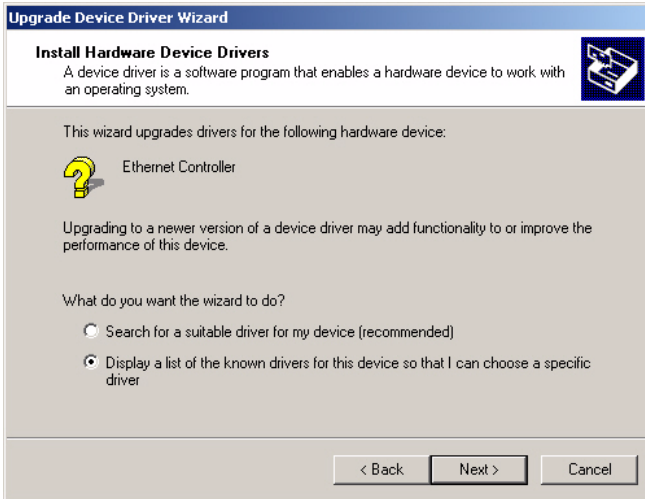 Upgrade Device Driver Wizard
Install Hardware Device Drivers
A device driver is a software program that enables a hardware device to work with
an operating system.
This wizard upgrades drivers for the following hardware device:
Ethernet Controller
Upgrading to a newer version of a device driver may add functionality to or improve the
performance of this device.
What do you want the wizard to do?
Search for a suitable driver for my device (recommended)
Display a list of the known drivers for this device so that I can choose a specific
driver
< Back Next > Cancel